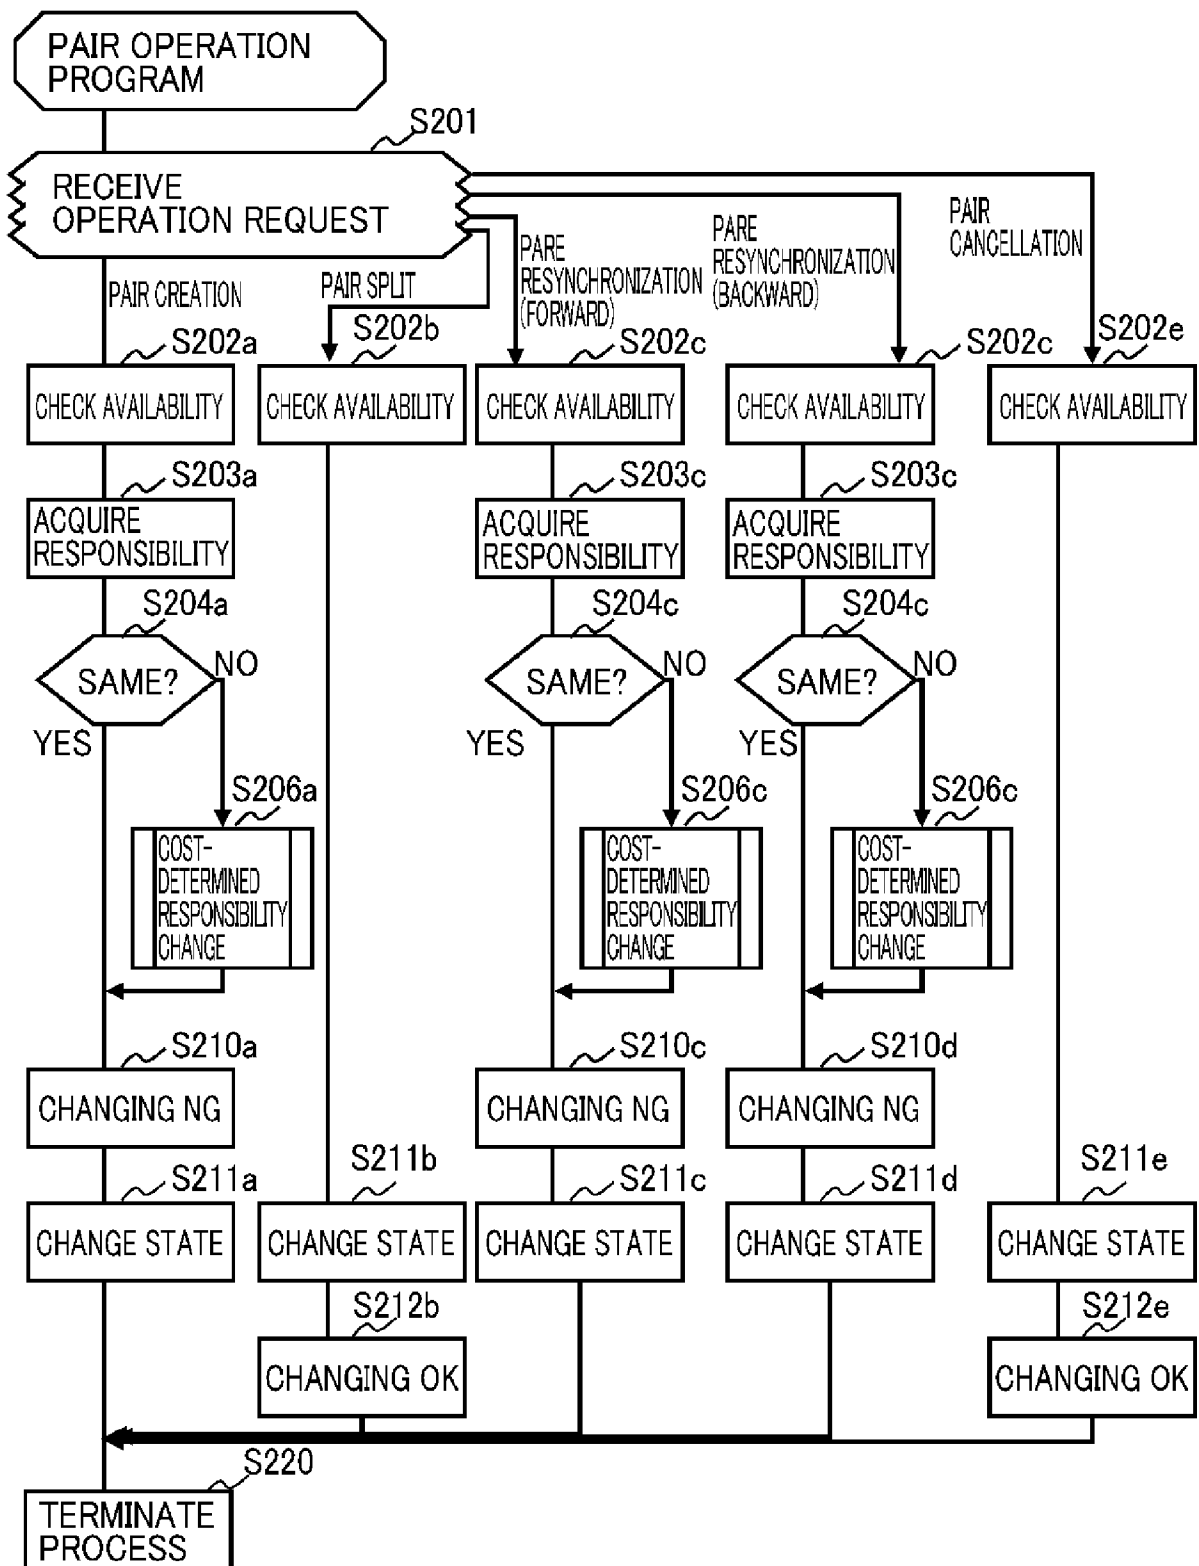 PAIR OPERATION
PROGRAM
S201
RECEIVE
OPERATION REQUEST
PAIR CREATION
PAIR SPLIT
PARE
RESYNCHRONIZATION
(FORWARD)
PARE
RESYNCHRONIZATION
(BACKWARD)
PAIR
CANCELLATION
S202a
S202b
S202c
S202c
S202e
CHECK AVAILABILITY
CHECK AVAILABILITY
CHECK AVAILABILITY
CHECK AVAILABILITY
CHECK AVAILABILITY
S203a
S203c
S203c
ACQUIRE
RESPONSIBILITY
ACQUIRE
RESPONSIBILITY
ACQUIRE
RESPONSIBILITY
S204a
S204c
S204c
SAME?
NO
SAME?
NO
SAME?
NO
YES
YES
YES
S206a
S206c
S206c
COST-
DETERMINED
RESPONSIBILITY
CHANGE
COST-
DETERMINED
RESPONSIBILITY
CHANGE
COST-
DETERMINED
RESPONSIBILITY
CHANGE
S210a
S210c
S210d
CHANGING NG
CHANGING NG
CHANGING NG
S211a
S211b
S211c
S211d
S211e
CHANGE STATE
CHANGE STATE
CHANGE STATE
CHANGE STATE
CHANGE STATE
S212b
S212e
CHANGING OK
CHANGING OK
S220
TERMINATE
PROCESS